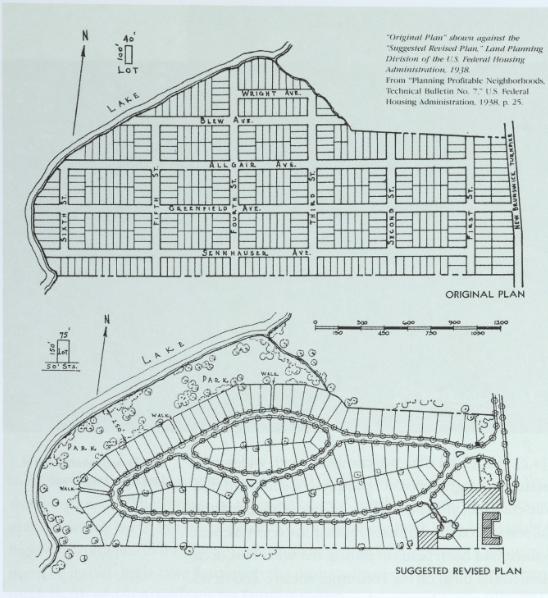 "Original Plan" shown against the
"Suggested Revised Plan," Land Planning
Division of the U.S. Federal Housing
Administration, 1938.
From "Planning Profitable Neighborhoods,
Technical Bulletin No. 7," U.S. Federal
Housing Administration, 1938, p. 25.
N
40'
100'
LOT
LAKE
WRIGHT AVE.
BLEW AVE.
ALLGAIR AVE.
GREENFIELD AVE.
SENNHAUSER AVE.
SIXTH ST.
FIFTH ST.
FOURTH ST.
THIRD ST.
SECOND ST.
FIRST ST.
NEW BRUNSWICK TURNPIKE
ORIGINAL PLAN
N
75'
150'
LOT
50' STS.
LAKE
0 150 300 450 600 750 900 1050 1200
PARK
WALK
WALK
PARK
450'
WALK
SUGGESTED REVISED PLAN